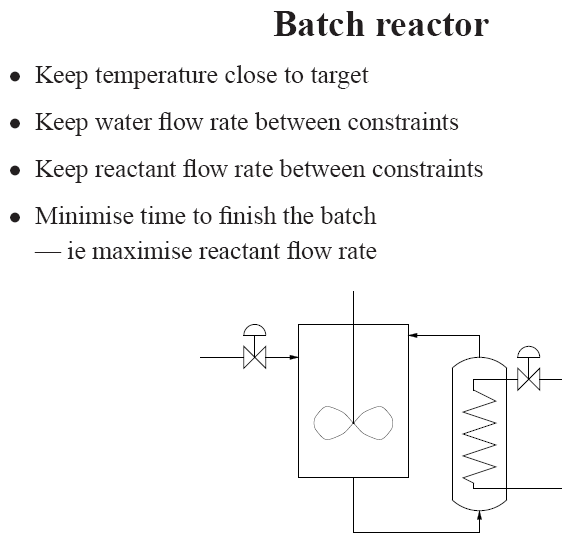 Batch reactor
• Keep temperature close to target
• Keep water flow rate between constraints
• Keep reactant flow rate between constraints
• Minimise time to finish the batch
— ie maximise reactant flow rate